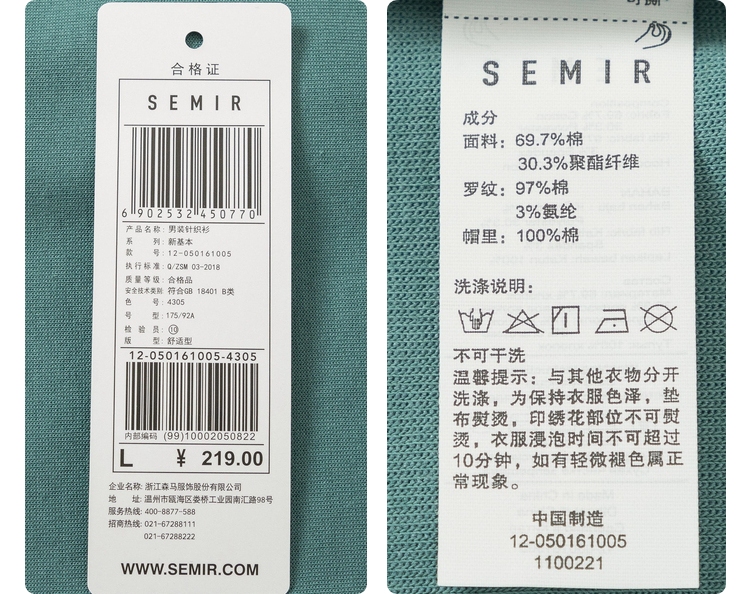 合格证
SEMIR
6 902532 450770
产品名称: 男装针织衫
系 列: 新基本
款 号: 12-050161005
执行标准: Q/ZSM 03-2018
质量等级: 合格品
安全技术类别: 符合GB 18401 B类
色 号: 4305
号 型: 175/92A
检 验 员: ⑩
版 型: 舒适型
12-050161005-4305
内部编码 (99)10002050822
L ¥ 219.00
企业名称: 浙江森马服饰股份有限公司
地 址: 温州市瓯海区娄桥工业园南汇路98号
服务热线: 400-8877-588
招商热线: 021-67288111
021-67288222
WWW.SEMIR.COM
SEMIR
成分
面料: 69.7%棉
30.3%聚酯纤维
罗纹: 97%棉
3%氨纶
帽里: 100%棉
洗涤说明:
不可干洗
温馨提示: 与其他衣物分开
洗涤，为保持衣服色泽，垫
布熨烫，印绣花部位不可熨
烫，衣服浸泡时间不可超过
10分钟，如有轻微褪色属正
常现象。
中国制造
12-050161005
1100221